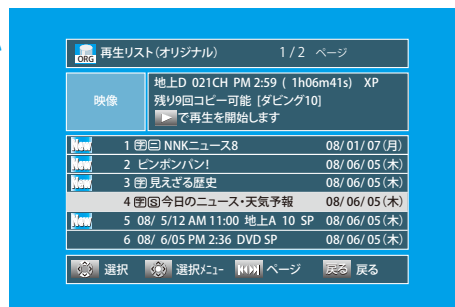 ORG 再生リスト(オリジナル) 1/2 ページ
映像
地上D 021CH PM 2:59 ( 1h06m41s) XP
残り9回コピー可能 [ダビング10]
で再生を開始します
New 1 字二 NNKニュース8 08/01/07(月)
New 2 ピンポンパン! 08/06/05(木)
New 3 字 見えざる歴史 08/06/05(木)
4 字S今日のニュース・天気予報 08/06/05(木)
New 5 08/ 5/12 AM 11:00 地上A 10 SP 08/06/05(木)
6 08/ 6/05 PM 2:36 DVD SP 08/06/05(木)
選択 選択メニュー ページ 戻る 戻る